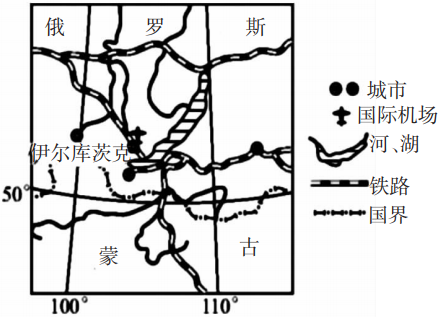 俄 罗 斯
城市
国际机场
伊尔库茨克
河、湖
50°
铁路
国界
蒙 古
100° 110°